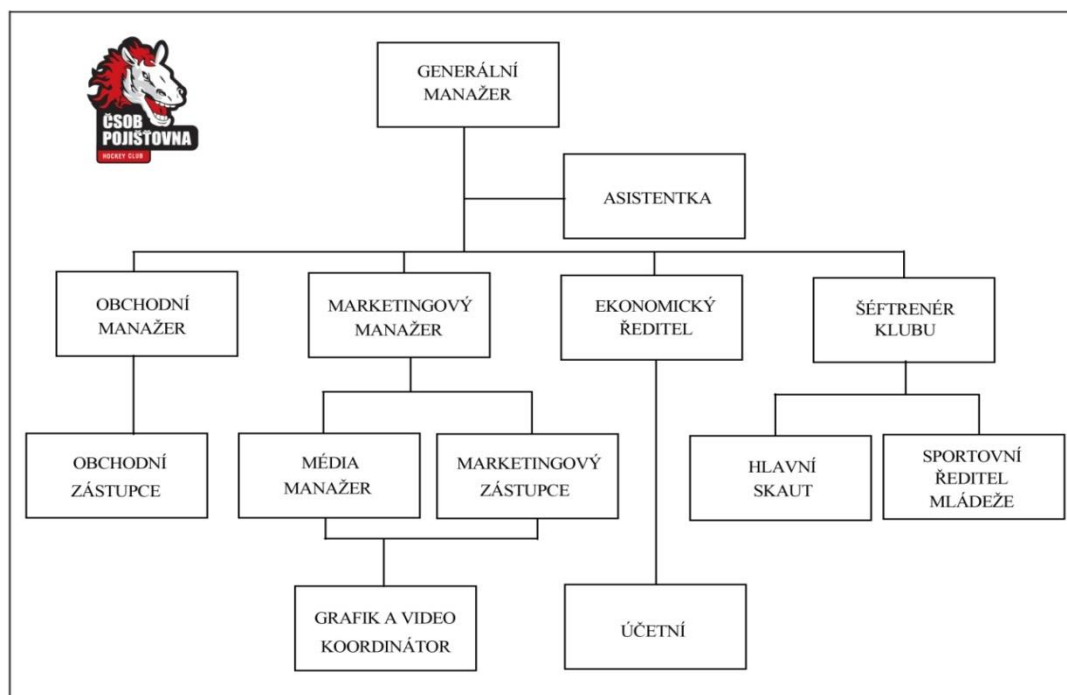 ČSOB
POJIŠŤOVNA
HOCKEY CLUB
GENERÁLNÍ
MANAŽER
ASISTENTKA
OBCHODNÍ
MANAŽER
MARKETINGOVÝ
MANAŽER
EKONOMICKÝ
ŘEDITEL
ŠÉFTRENÉR
KLUBU
OBCHODNÍ
ZÁSTUPCE
MÉDIA
MANAŽER
MARKETINGOVÝ
ZÁSTUPCE
HLAVNÍ
SKAUT
SPORTOVNÍ
ŘEDITEL
MLÁDEŽE
GRAFIK A VIDEO
KOORDINÁTOR
ÚČETNÍ